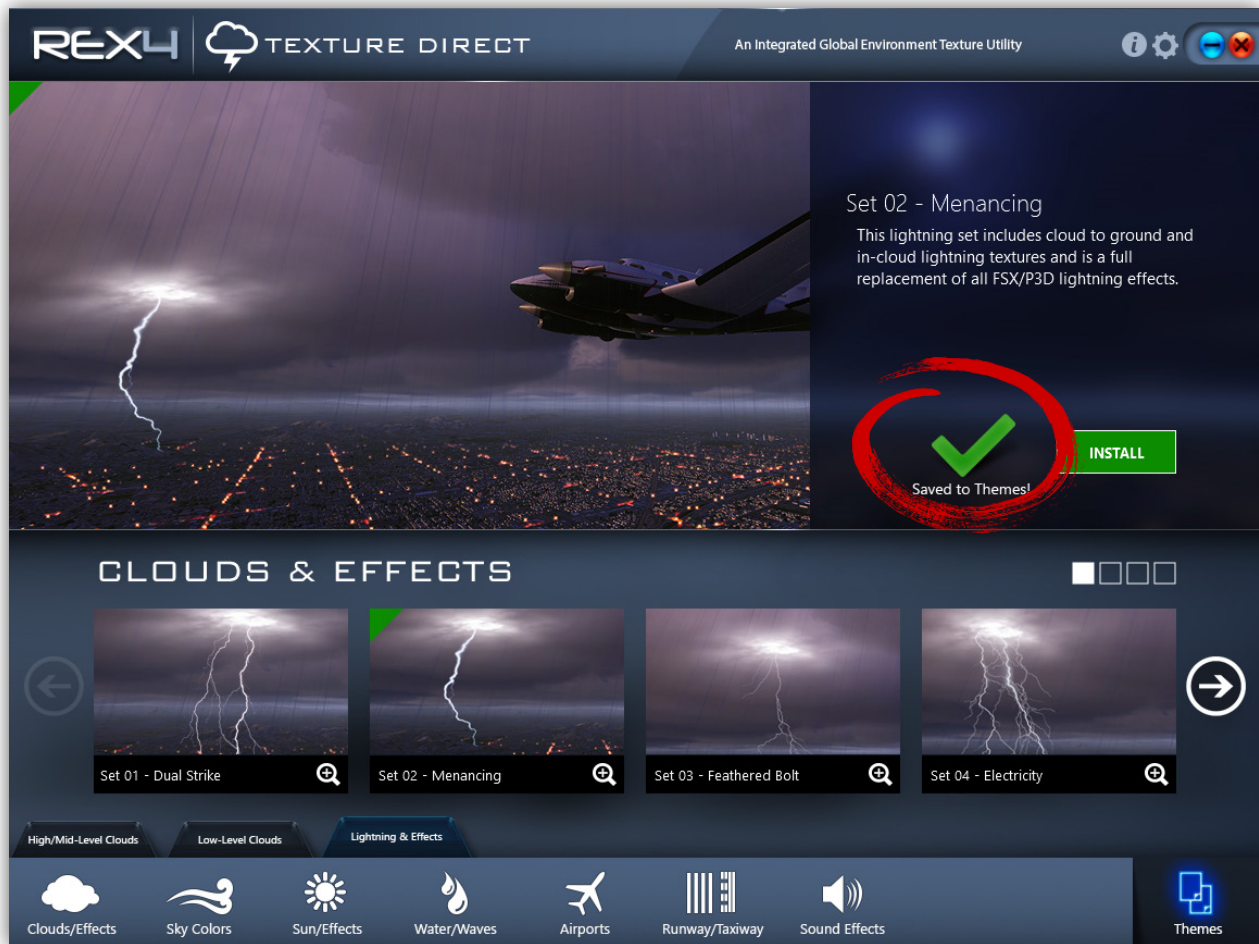 REX4 TEXTURE DIRECT
An Integrated Global Environment Texture Utility
Set 02 - Menancing
This lightning set includes cloud to ground and
in-cloud lightning textures and is a full
replacement of all FSX/P3D lightning effects.
INSTALL
Saved to Themes!
CLOUDS & EFFECTS
Set 01 - Dual Strike
Set 02 - Menancing
Set 03 - Feathered Bolt
Set 04 - Electricity
High/Mid-Level Clouds
Low-Level Clouds
Lightning & Effects
Clouds/Effects
Sky Colors
Sun/Effects
Water/Waves
Airports
Runway/Taxiway
Sound Effects
Themes